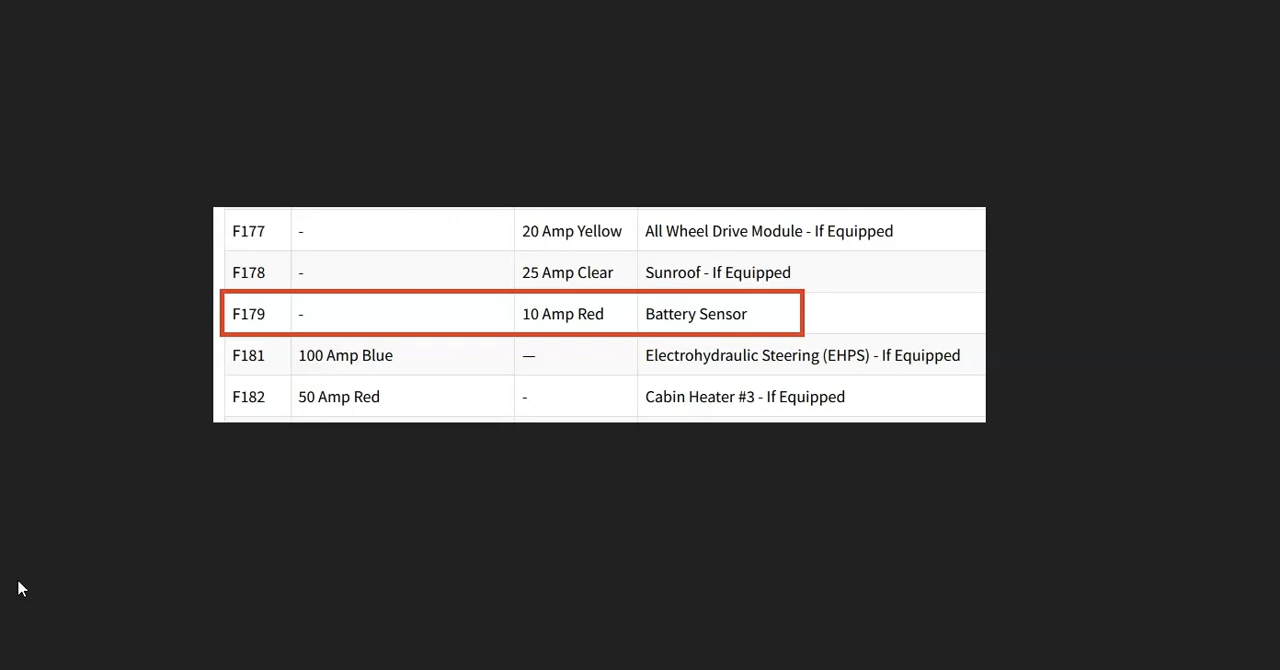 F177 - 20 Amp Yellow All Wheel Drive Module - If Equipped
F178 - 25 Amp Clear Sunroof - If Equipped
F179 - 10 Amp Red Battery Sensor
F181 100 Amp Blue — Electrohydraulic Steering (EHPS) - If Equipped
F182 50 Amp Red - Cabin Heater #3 - If Equipped